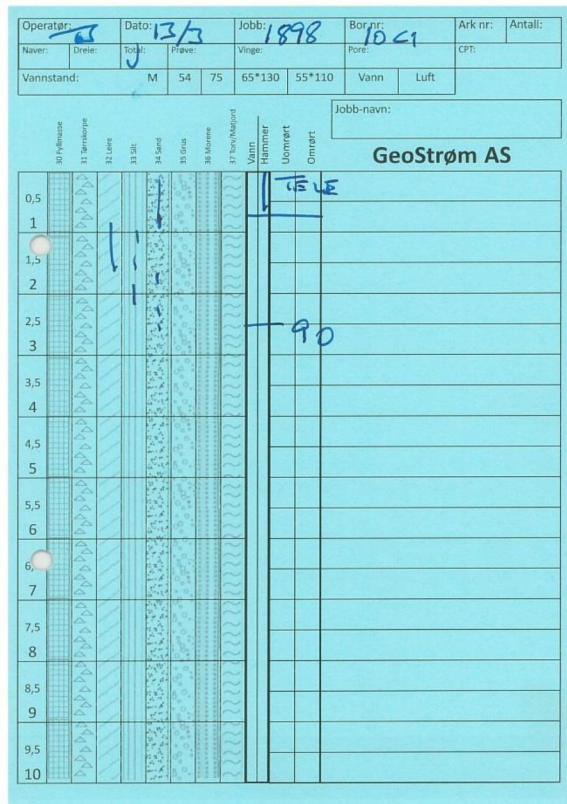 Operatør: Dato: 13/3 Jobb: 1898 Bor.nr: 10 C1 Ark nr: Antall:
Naver: Dreie: Total: Prøve: Vinge: Pore: CPT:
Vannstand: M 54 75 65*130 55*110 Vann Luft
Jobb-navn:
30 Fyllmasse 31 Tørrskorpe 32 Leire 33 Silt 34 Sand 35 Grus 36 Morene 37 Torv/Matjord Vann Hammer Uomrørt Omrørt
GeoStrøm AS
TELE
0,5
1
1,5
2
2,5 90
3
3,5
4
4,5
5
5,5
6
6,
7
7,5
8
8,5
9
9,5
10